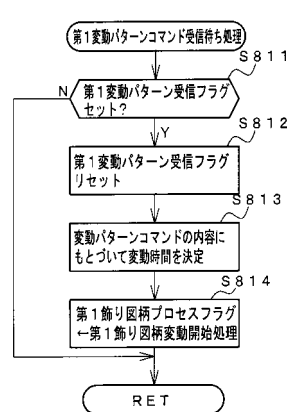 第1変動パターンコマンド受信待ち処理
S811
N
第1変動パターン受信フラグ
セット?
Y
S812
第1変動パターン受信フラグ
リセット
S813
変動パターンコマンドの内容に
もとづいて変動時間を決定
S814
第1飾り図柄プロセスフラグ
←第1飾り図柄変動開始処理
RET